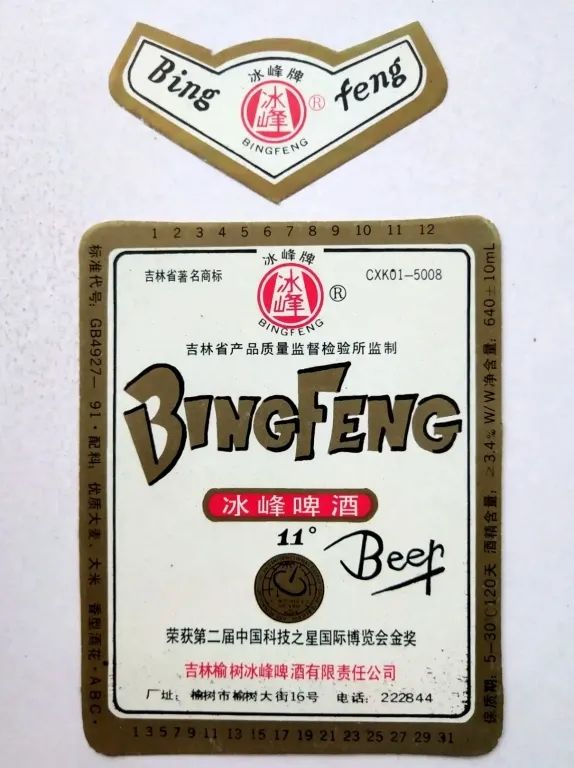 Bing feng
冰峰牌
冰峰
®
BINGFENG
1 2 3 4 5 6 7 8 9 10 11 12
冰峰牌
吉林省著名商标
冰峰
®
CXK01-5008
BINGFENG
吉林省产品质量监督检验所监制
BINGFENG
冰峰啤酒
11°
Beer
荣获第二届中国科技之星国际博览会金奖
吉林榆树冰峰啤酒有限责任公司
厂址: 榆树市榆树大街16号 电话: 222844
标准代号: GB4927—91·配料: 优质大麦、大米、香型酒花·ABC·
保质期: 5-30℃120天 酒精含量: ≥3.4% W/W 净含量: 640±10mL
1 3 5 7 9 11 13 15 17 19 21 23 25 27 29 31